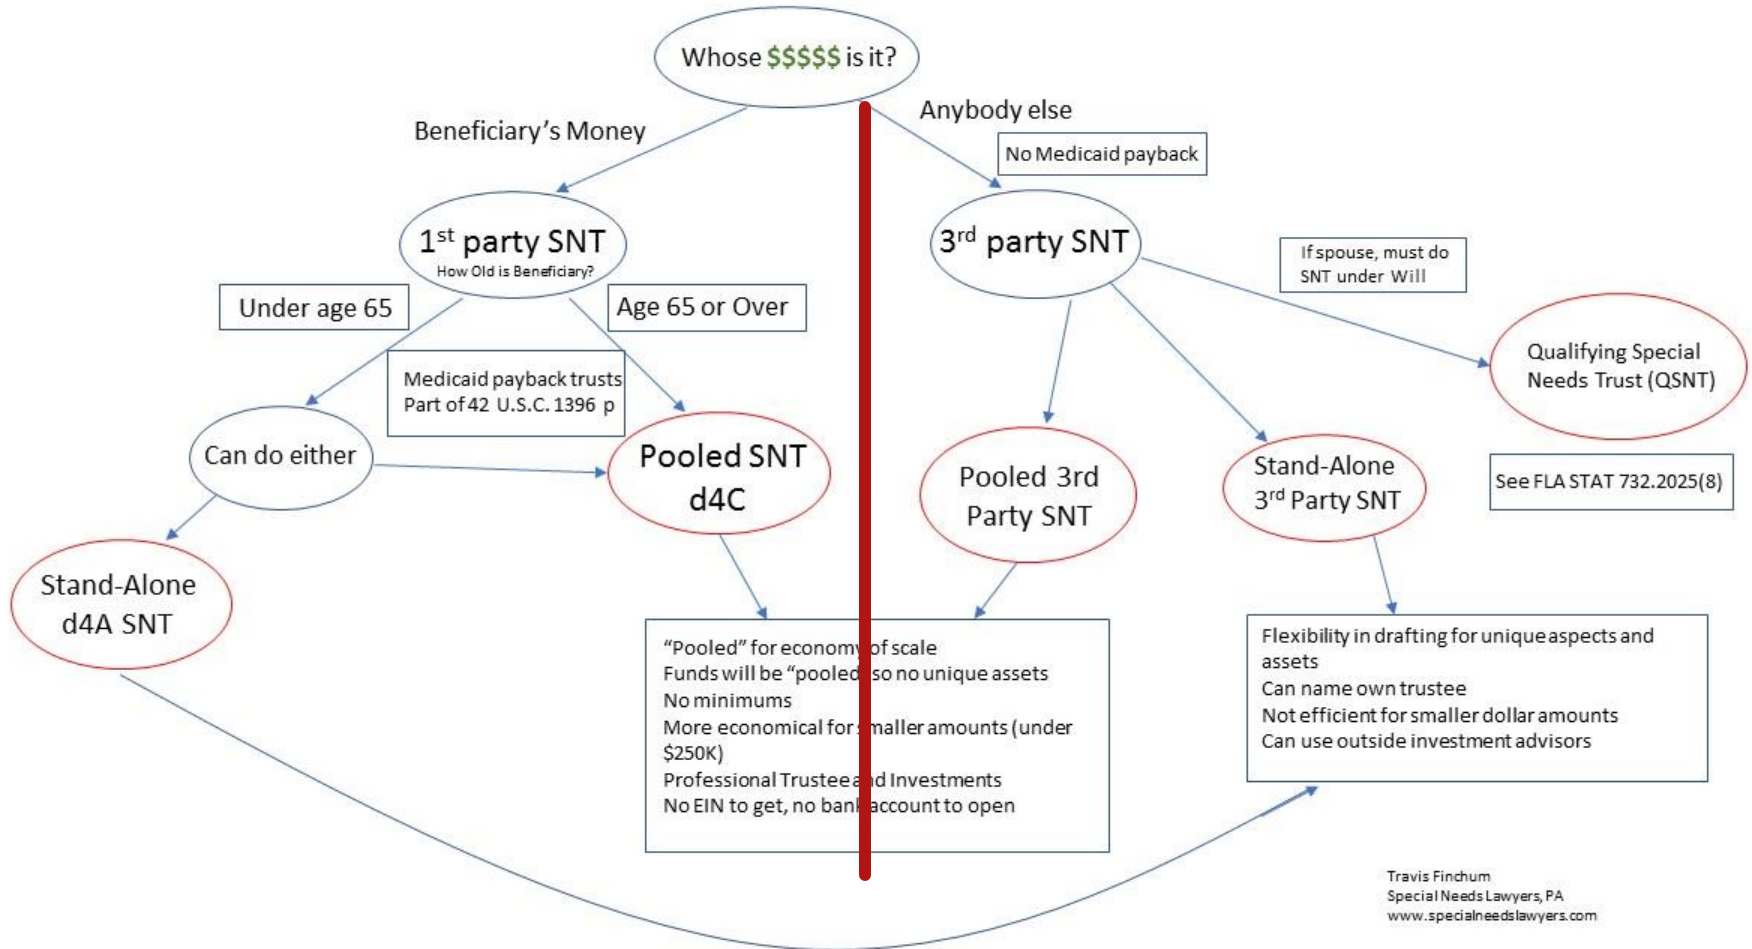 Whose $$$$$ is it?
Beneficiary's Money
Anybody else
No Medicaid payback
1st party SNT
How Old is Beneficiary?
3rd party SNT
If spouse, must do
SNT under Will
Under age 65
Age 65 or Over
Medicaid payback trusts
Part of 42 U.S.C. 1396 p
Qualifying Special
Needs Trust (QSNT)
Can do either
Pooled SNT
d4C
Pooled 3rd
Party SNT
Stand-Alone
3rd Party SNT
See FLA STAT 732.2025(8)
Stand-Alone
d4A SNT
"Pooled" for economy of scale
Funds will be "pooled so no unique assets
No minimums
More economical for smaller amounts (under
$250K)
Professional Trustee and Investments
No EIN to get, no bank account to open
Flexibility in drafting for unique aspects and
assets
Can name own trustee
Not efficient for smaller dollar amounts
Can use outside investment advisors
Travis Finchum
Special Needs Lawyers, PA
www.specialneedslawyers.com